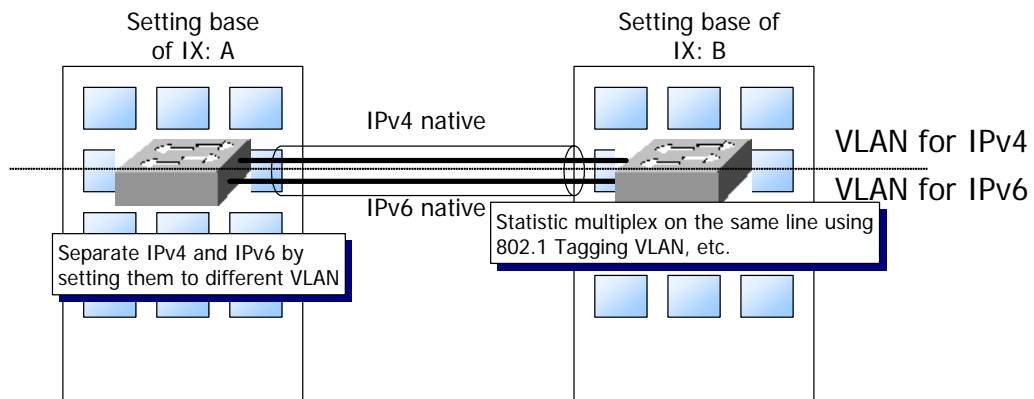 Setting base
of IX: A
Setting base of
IX: B
IPv4 native
VLAN for IPv4
VLAN for IPv6
IPv6 native
Separate IPv4 and IPv6 by
setting them to different VLAN
Statistic multiplex on the same line using
802.1 Tagging VLAN, etc.